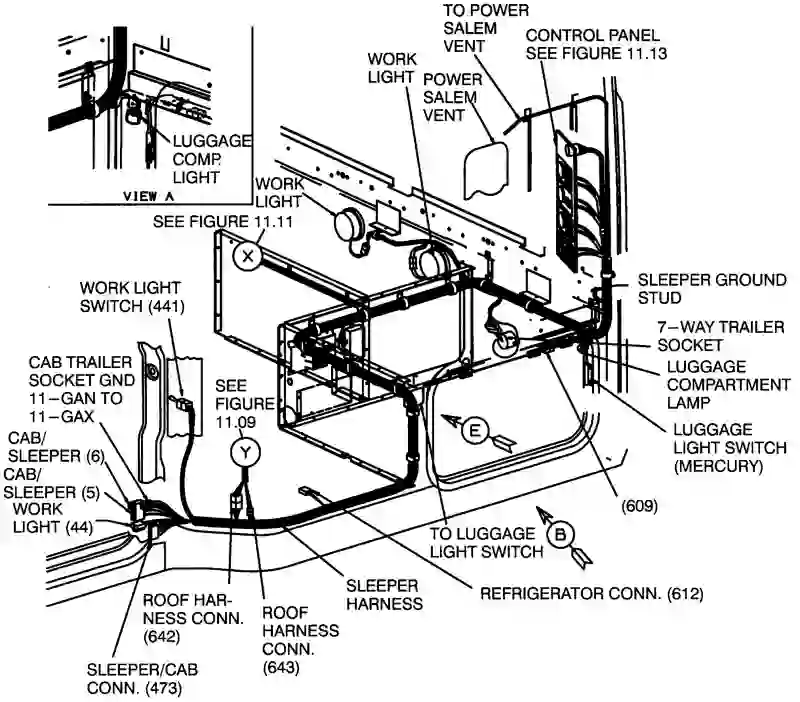 TO POWER
SALEM
VENT
CONTROL PANEL
SEE FIGURE 11.13
WORK
LIGHT
POWER
SALEM
VENT
LUGGAGE
COMP.
LIGHT
VIEW A
WORK
LIGHT
SEE FIGURE 11.11
X
WORK LIGHT
SWITCH (441)
SLEEPER GROUND
STUD
7-WAY TRAILER
SOCKET
LUGGAGE
COMPARTMENT
LAMP
LUGGAGE
LIGHT SWITCH
(MERCURY)
CAB TRAILER
SOCKET GND
11-GAN TO
11-GAX
SEE
FIGURE
11.09
Y
E
CAB/
SLEEPER (6)
CAB/
SLEEPER (5)
WORK
LIGHT (44)
(609)
B
TO LUGGAGE
LIGHT SWITCH
SLEEPER
HARNESS
REFRIGERATOR CONN. (612)
ROOF HAR-
NESS CONN.
(642)
ROOF
HARNESS
CONN.
(643)
SLEEPER/CAB
CONN. (473)